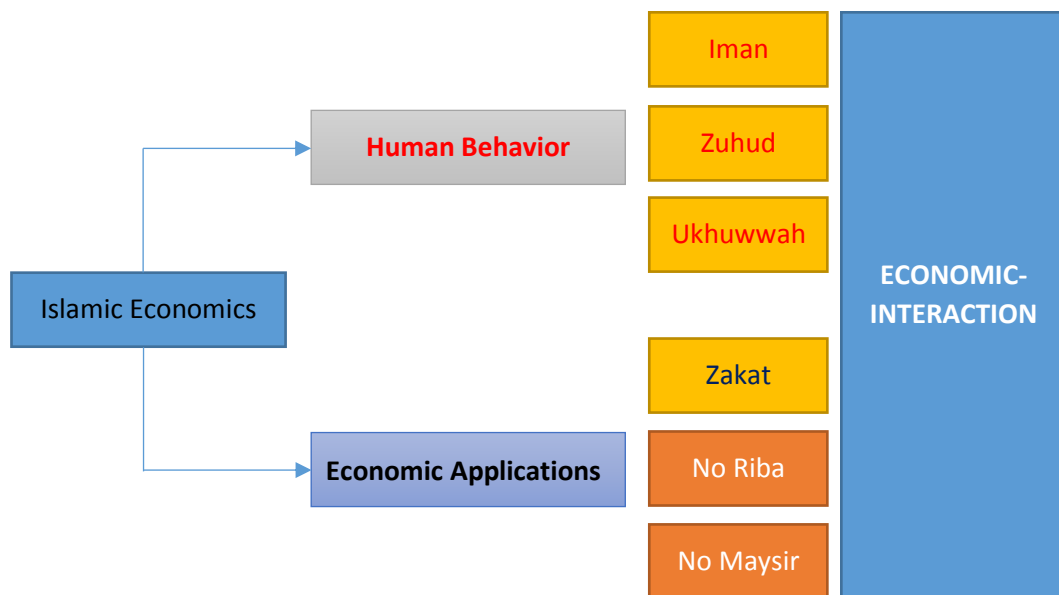 Iman
Human Behavior
Zuhud
Ukhuwwah
Islamic Economics
ECONOMIC-
INTERACTION
Zakat
Economic Applications
No Riba
No Maysir